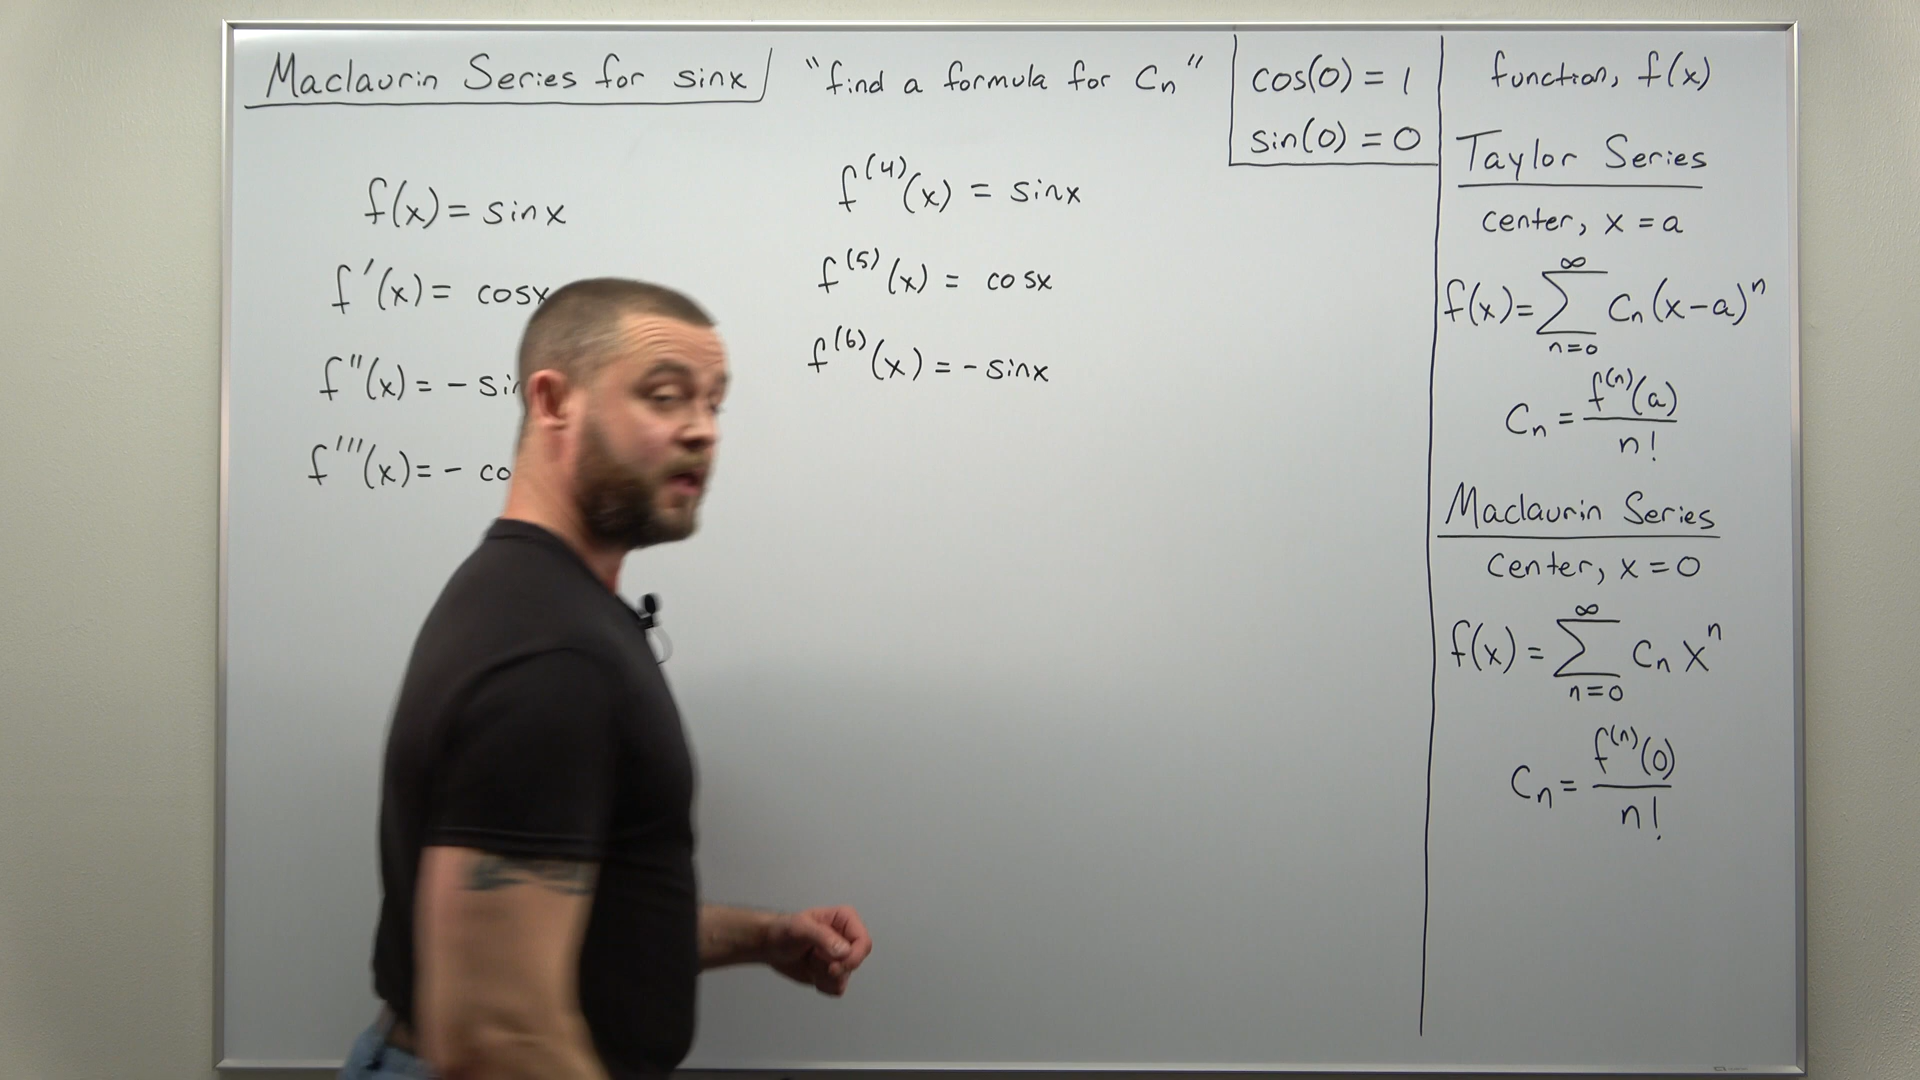 Maclaurin Series for sinx
"find a formula for Cn"
cos(0) = 1
sin(0) = 0
f(x) = sinx
f'(x) = cosx
f''(x) = - sin
f'''(x) = - co
f^(4)(x) = sinx
f^(5)(x) = cosx
f^(6)(x) = - sinx
function, f(x)
Taylor Series
center, x = a
f(x) = ∑_{n=0}^{∞} Cn (x-a)^n
Cn = f^(n)(a) / n!
Maclaurin Series
center, x = 0
f(x) = ∑_{n=0}^{∞} Cn x^n
Cn = f^(n)(0) / n!